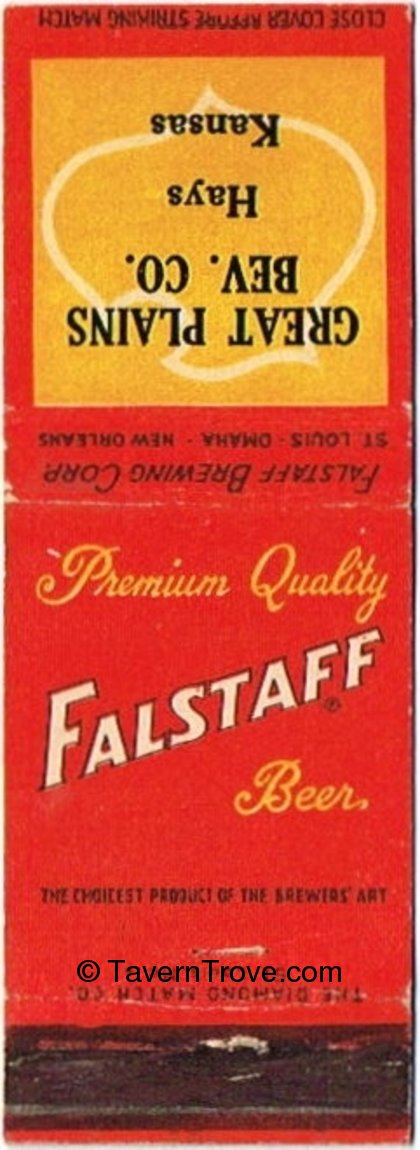 CLOSE COVER BEFORE STRIKING MATCH
GREAT PLAINS
BEV. CO.
Hays
Kansas
FALSTAFF BREWING CORP.
ST. LOUIS - OMAHA - NEW ORLEANS
Premium Quality
FALSTAFF®
Beer.
THE CHOICEST PRODUCT OF THE BREWERS' ART
© TavernTrove.com
THE DIAMOND MATCH CO.